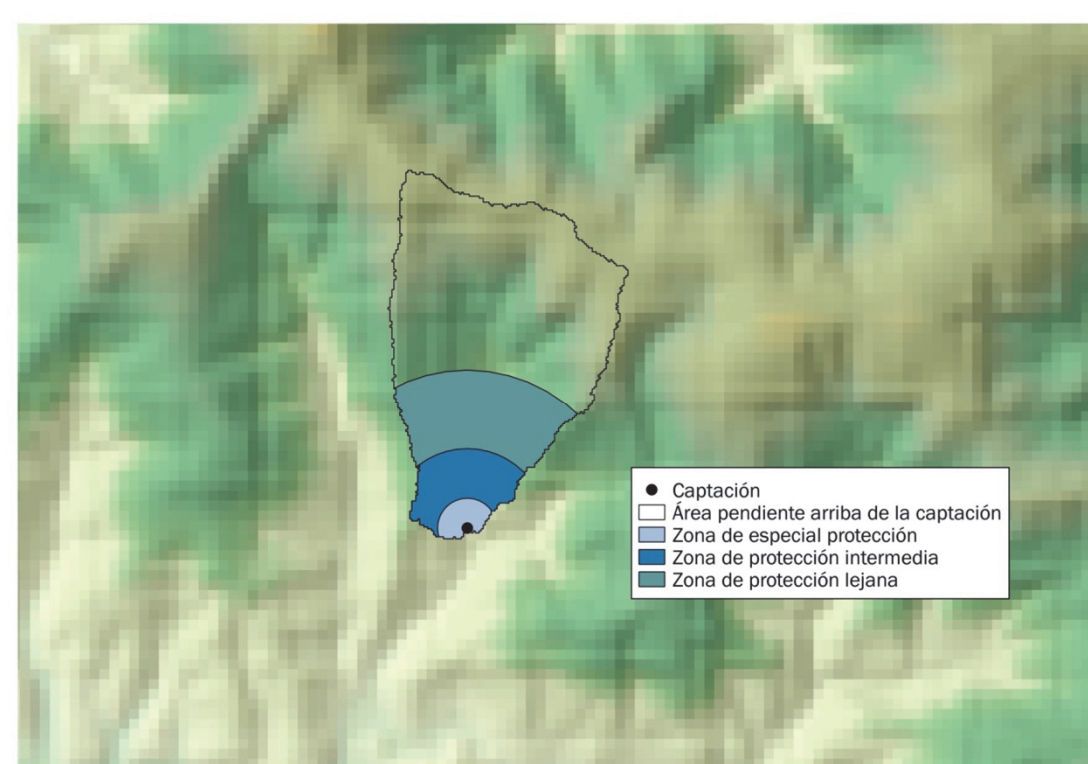 Captación
Área pendiente arriba de la captación
Zona de especial protección
Zona de protección intermedia
Zona de protección lejana